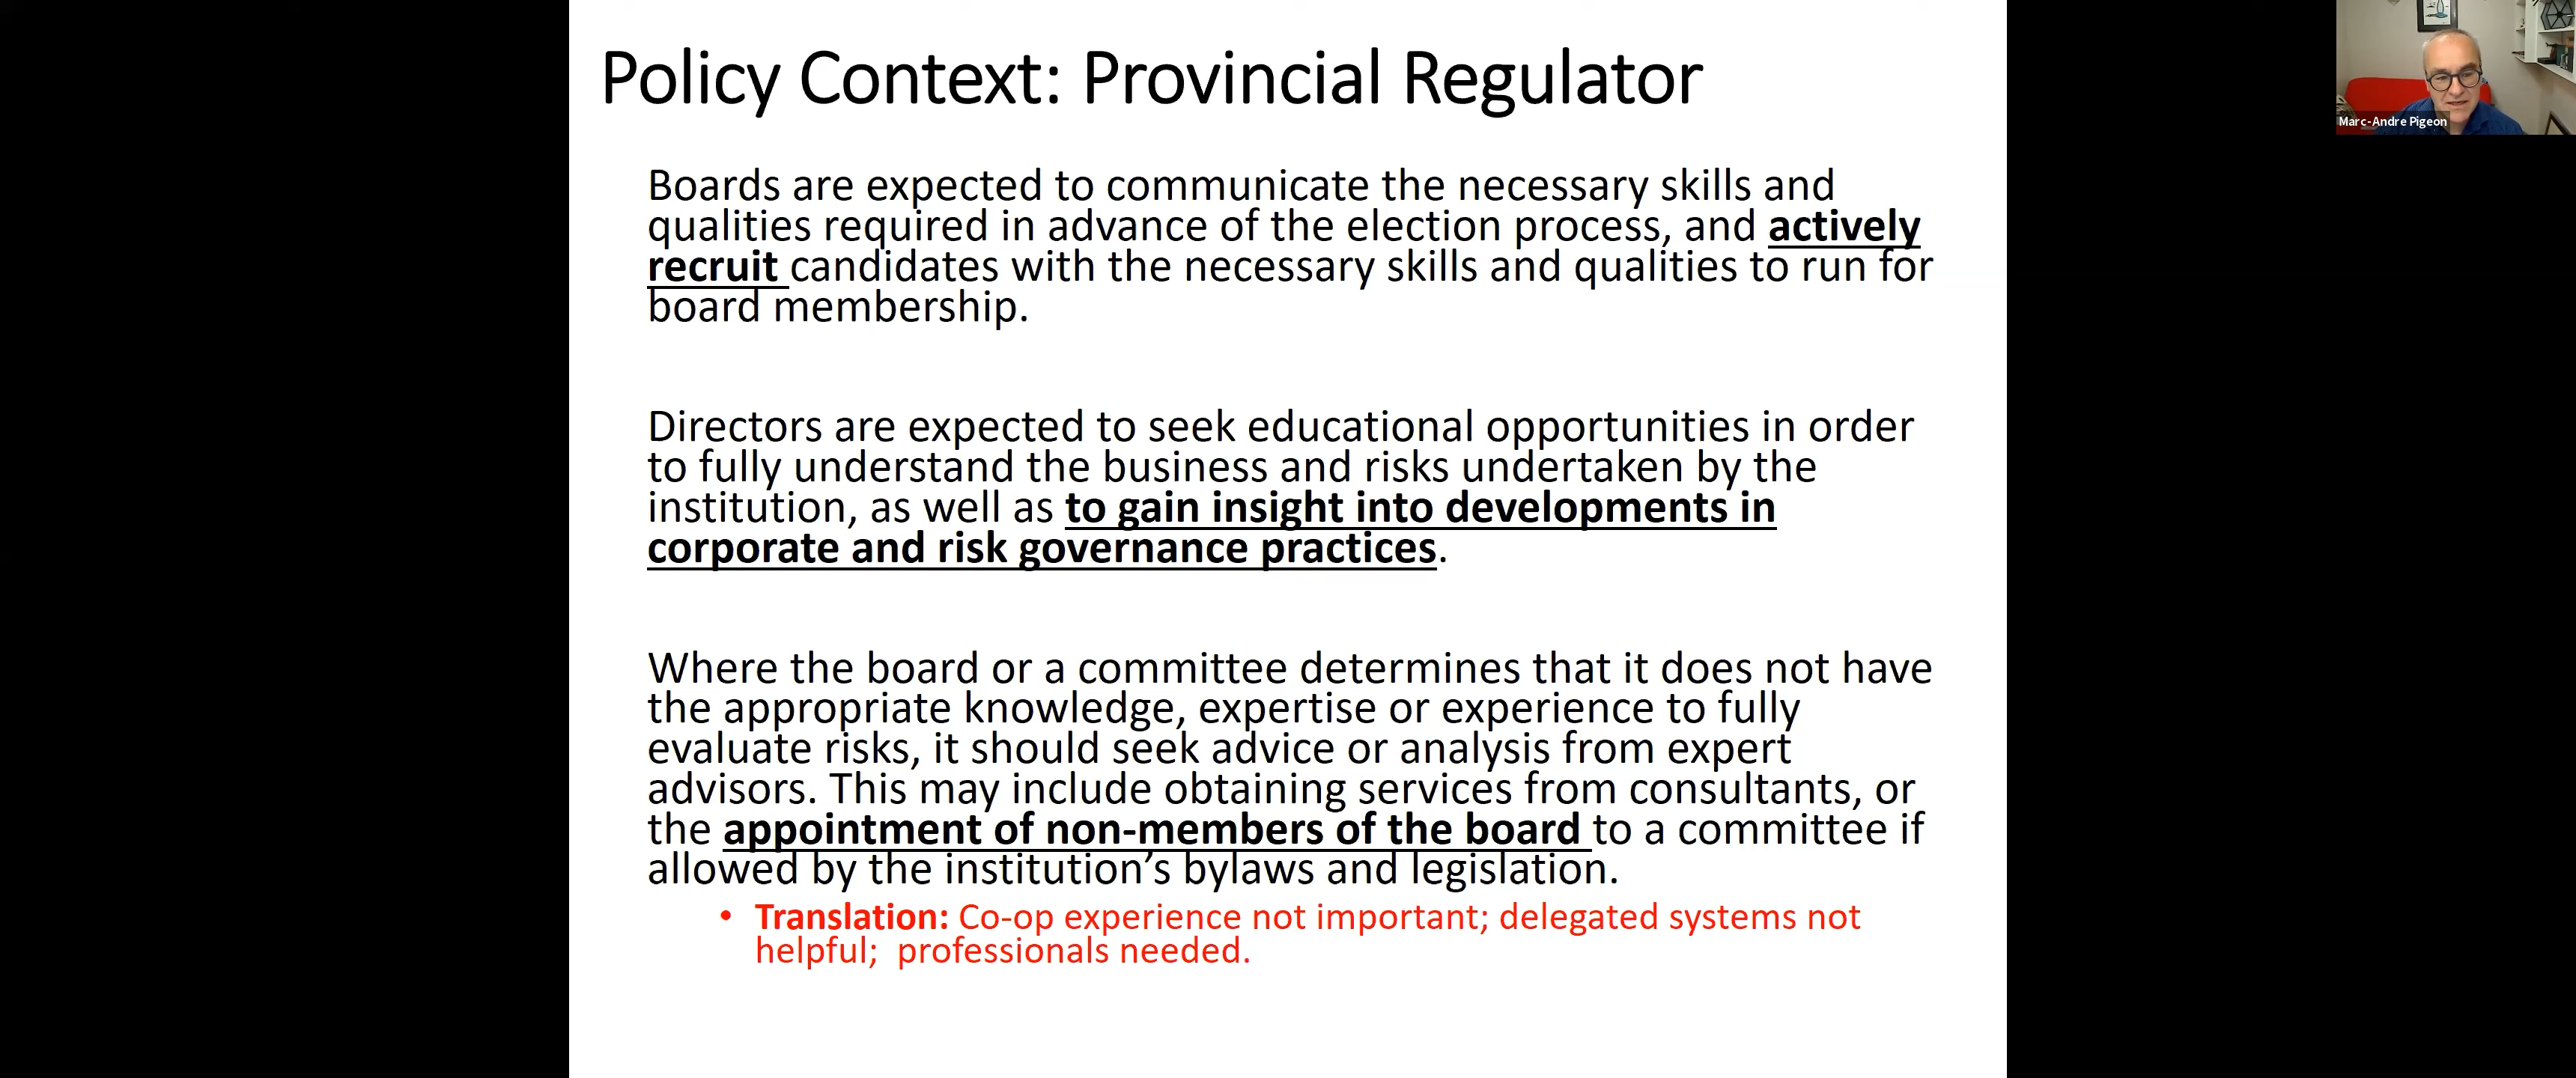 Policy Context: Provincial Regulator
Marc-Andre Pigeon
Boards are expected to communicate the necessary skills and
qualities required in advance of the election process, and actively
recruit candidates with the necessary skills and qualities to run for
board membership.
Directors are expected to seek educational opportunities in order
to fully understand the business and risks undertaken by the
institution, as well as to gain insight into developments in
corporate and risk governance practices.
Where the board or a committee determines that it does not have
the appropriate knowledge, expertise or experience to fully
evaluate risks, it should seek advice or analysis from expert
advisors. This may include obtaining services from consultants, or
the appointment of non-members of the board to a committee if
allowed by the institution’s bylaws and legislation.
• Translation: Co-op experience not important; delegated systems not
helpful;  professionals needed.